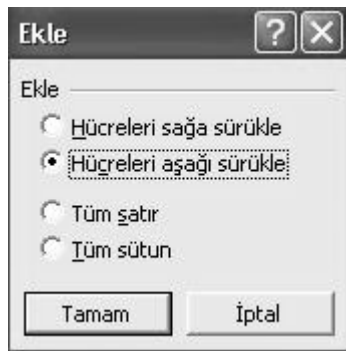 Ekle
Ekle
Hücreleri sağa sürükle
Hücreleri aşağı sürükle
Tüm satır
Tüm sütun
Tamam İptal